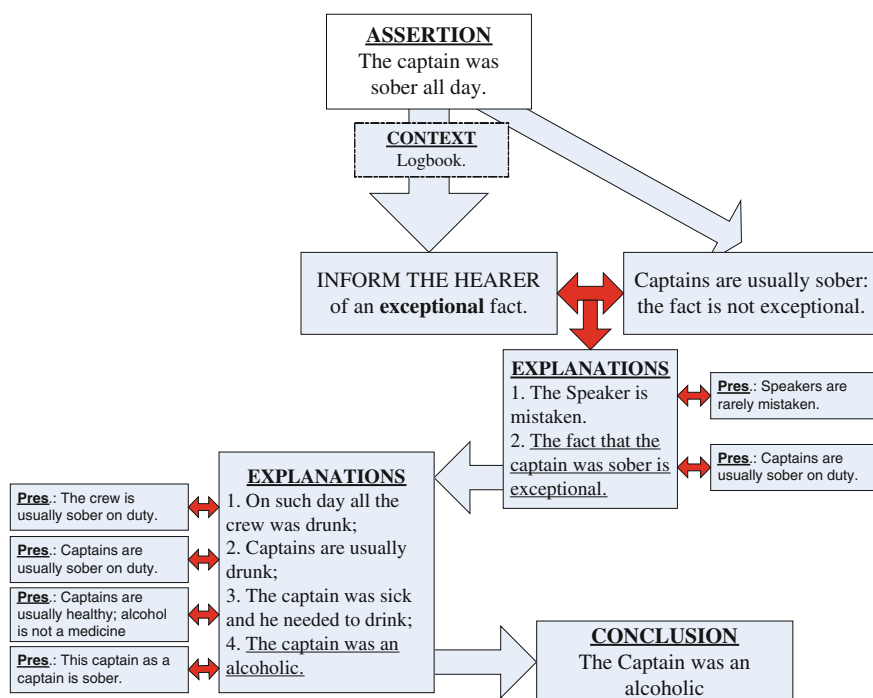 ASSERTION
The captain was
sober all day.
CONTEXT
Logbook.
INFORM THE HEARER
of an exceptional fact.
Captains are usually sober:
the fact is not exceptional.
EXPLANATIONS
1. The Speaker is
mistaken.
2. The fact that the
captain was sober is
exceptional.
Pres.: Speakers are
rarely mistaken.
Pres.: Captains are
usually sober on duty.
EXPLANATIONS
1. On such day all the
crew was drunk;
2. Captains are usually
drunk;
3. The captain was sick
and he needed to drink;
4. The captain was an
alcoholic.
Pres.: The crew is
usually sober on duty.
Pres.: Captains are
usually sober on duty.
Pres.: Captains are
usually healthy; alcohol
is not a medicine
Pres.: This captain as a
captain is sober.
CONCLUSION
The Captain was an
alcoholic